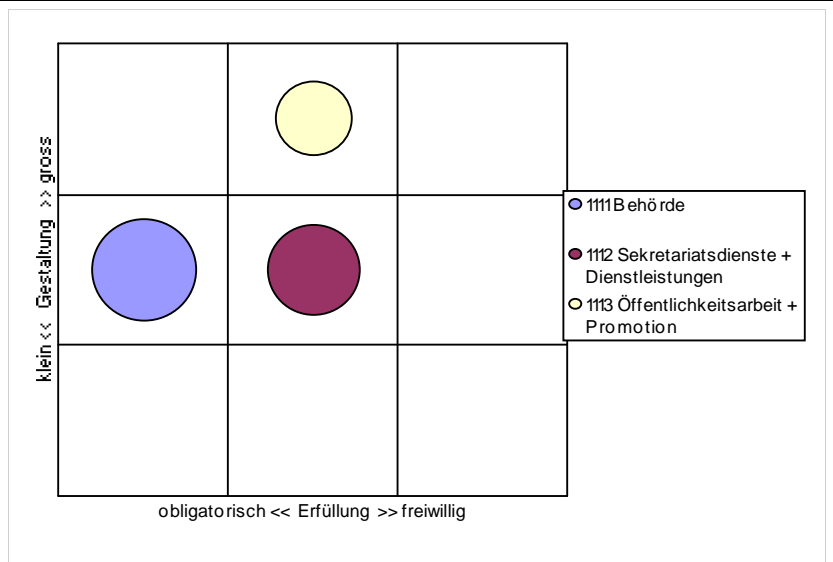 klein << Gestaltung >> gross
1111 Behörde
1112 Sekretariatsdienste +
Dienstleistungen
1113 Öffentlichkeitsarbeit +
Promotion
obligatorisch << Erfüllung >> freiwillig